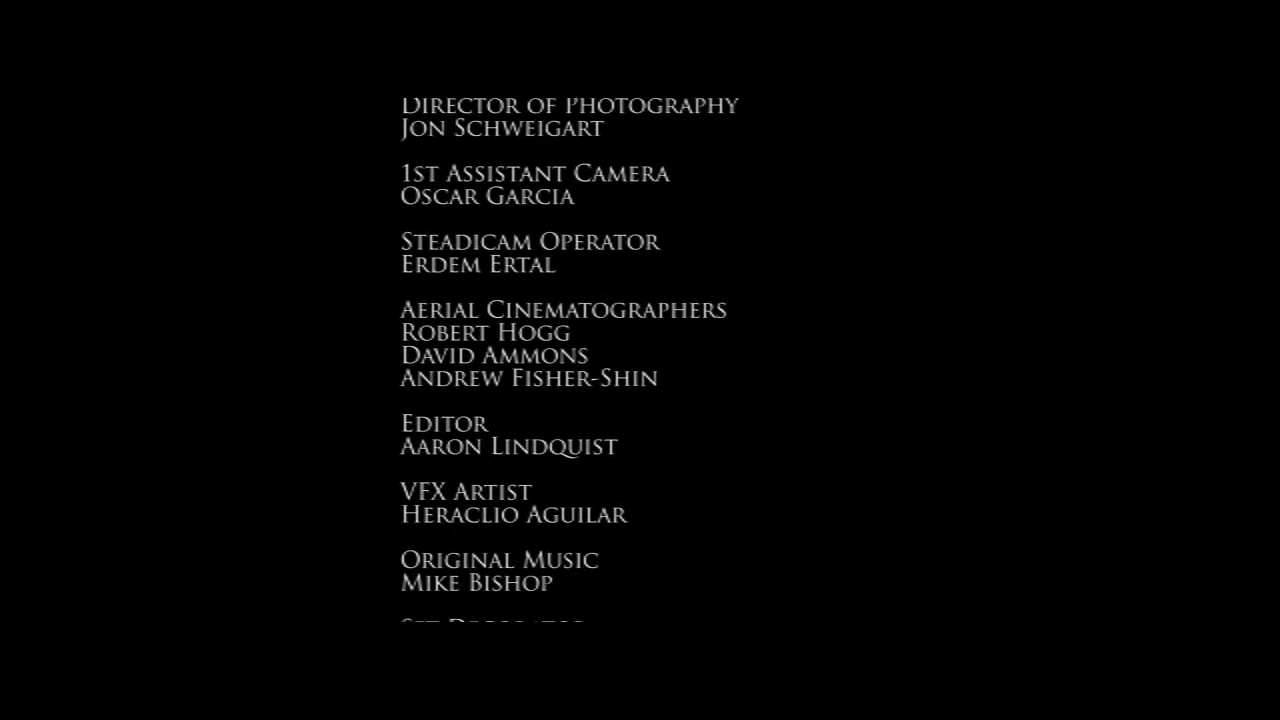 Director of Photography
Jon Schweigart
1st Assistant Camera
Oscar Garcia
Steadicam Operator
Erdem Ertal
Aerial Cinematographers
Robert Hogg
David Ammons
Andrew Fisher-Shin
Editor
Aaron Lindquist
VFX Artist
Heraclio Aguilar
Original Music
Mike Bishop